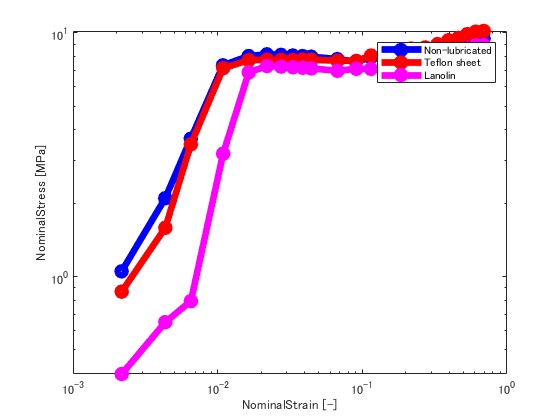 10^1
Non-lubricated
Teflon sheet
Lanolin
NominalStress [MPa]
10^0
10^-3
10^-2
10^-1
10^0
NominalStrain [-]